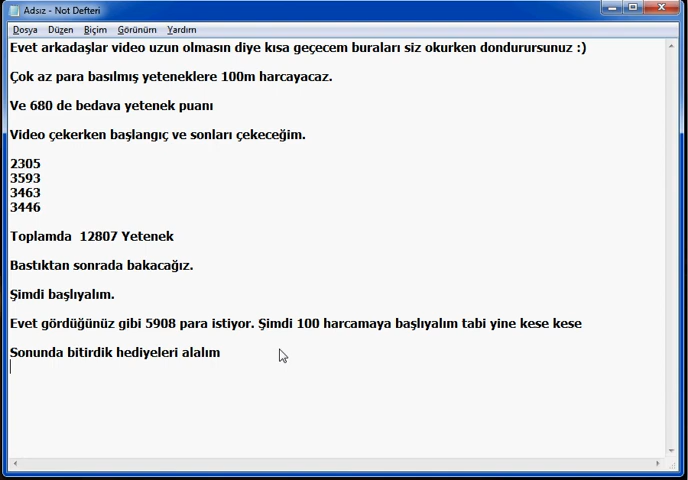 Adsız - Not Defteri
Dosya Düzen Biçim Görünüm Yardım
Evet arkadaşlar video uzun olmasın diye kısa geçecem buraları siz okurken dondurursunuz :)
Çok az para basılmış yeteneklere 100m harcayacaz.
Ve 680 de bedava yetenek puanı
Video çekerken başlangıç ve sonları çekeceğim.
2305
3593
3463
3446
Toplamda 12807 Yetenek
Bastıktan sonrada bakacağız.
Şimdi başlıyalım.
Evet gördüğünüz gibi 5908 para istiyor. Şimdi 100 harcamaya başlıyalım tabi yine kese kese
Sonunda bitirdik hediyeleri alalım